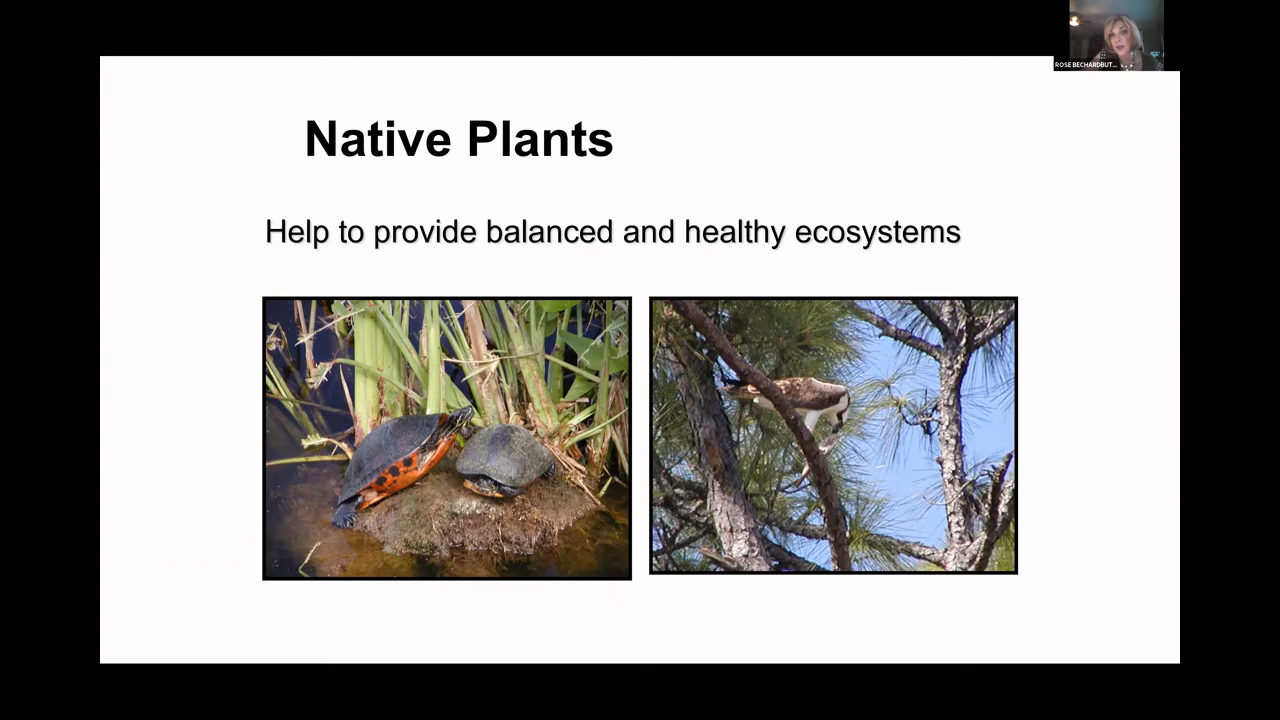 ROSE BECHARDBUT...
Native Plants
Help to provide balanced and healthy ecosystems